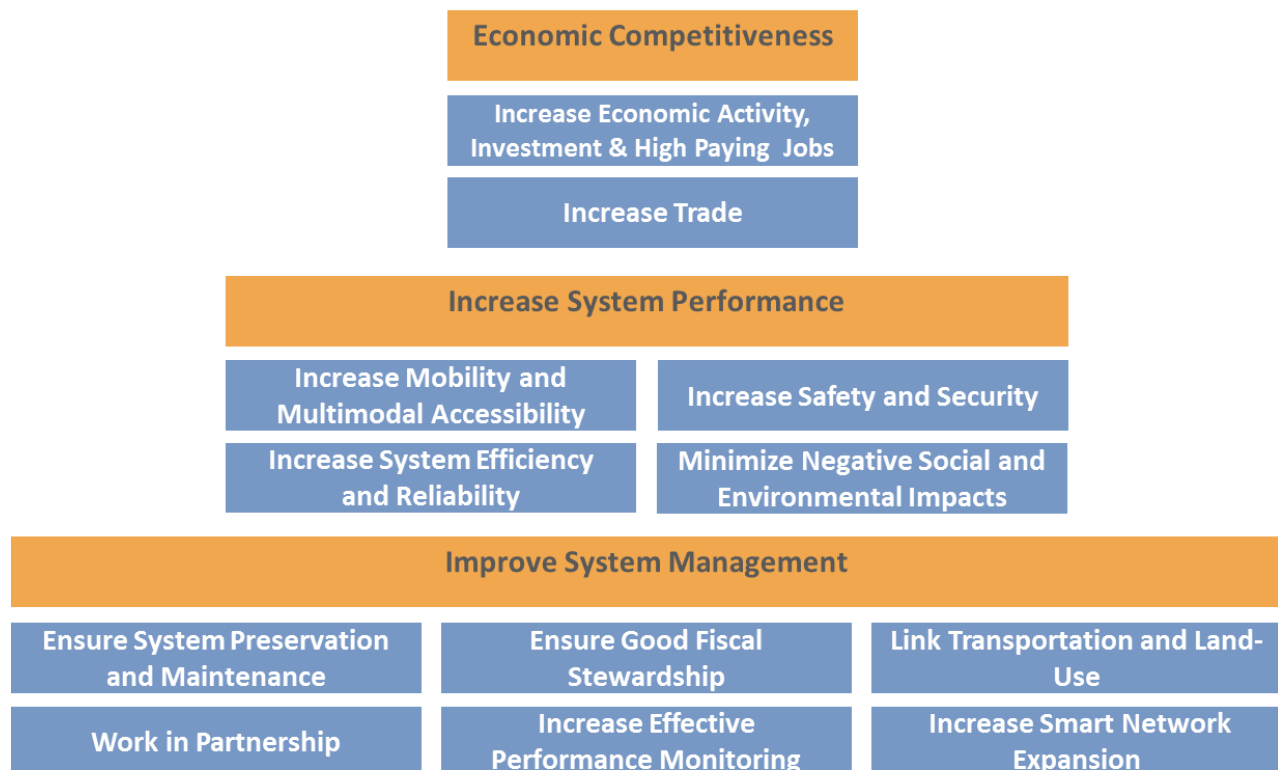 Economic Competitiveness
Increase Economic Activity,
Investment & High Paying Jobs
Increase Trade
Increase System Performance
Increase Mobility and
Multimodal Accessibility
Increase Safety and Security
Increase System Efficiency
and Reliability
Minimize Negative Social and
Environmental Impacts
Improve System Management
Ensure System Preservation
and Maintenance
Ensure Good Fiscal
Stewardship
Link Transportation and Land-
Use
Work in Partnership
Increase Effective
Performance Monitoring
Increase Smart Network
Expansion